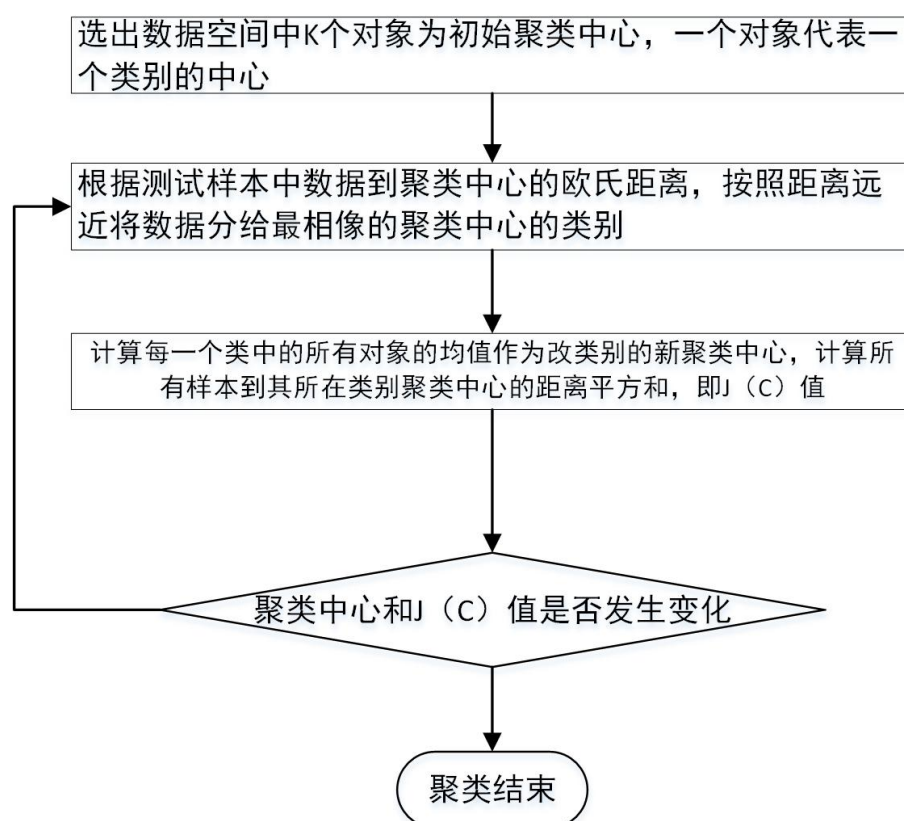 选出数据空间中K个对象为初始聚类中心，一个对象代表一
个类别的中心
根据测试样本中数据到聚类中心的欧氏距离，按照距离远
近将数据分给最相像的聚类中心的类别
计算每一个类中的所有对象的均值作为改类别的新聚类中心，计算所
有样本到其所在类别聚类中心的距离平方和，即J（C）值
聚类中心和J（C）值是否发生变化
聚类结束